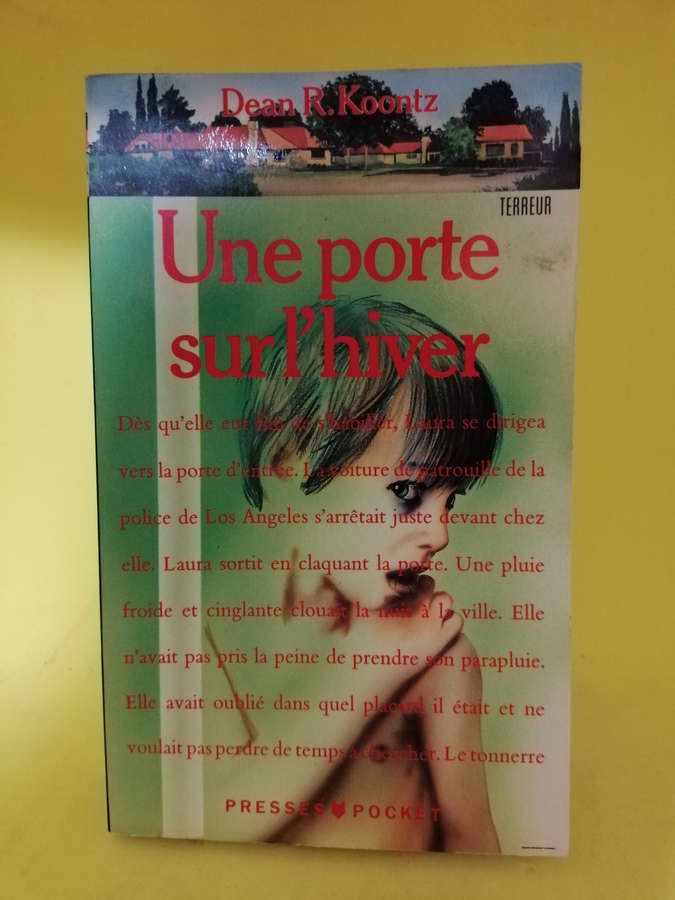 Dean R. Koontz
TERREUR
Une porte
sur l'hiver
Dès qu'elle eut fini de s'habiller, Laura se dirigea
vers la porte d'entrée. La voiture de patrouille de la
police de Los Angeles s'arrêtait juste devant chez
elle. Laura sortit en claquant la porte. Une pluie
froide et cinglante clouait la nuit à la ville. Elle
n'avait pas pris la peine de prendre son parapluie.
Elle avait oublié dans quel placard il était et ne
voulait pas perdre de temps à chercher. Le tonnerre
PRESSES POCKET